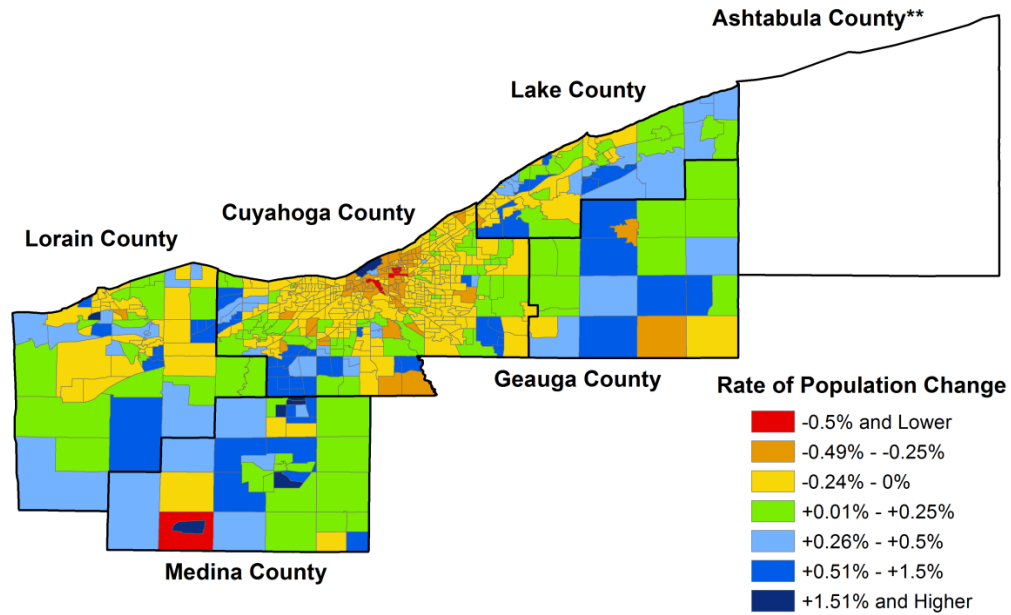 Ashtabula County**
Lake County
Cuyahoga County
Lorain County
Geauga County
Medina County
Rate of Population Change
-0.5% and Lower
-0.49% - -0.25%
-0.24% - 0%
+0.01% - +0.25%
+0.26% - +0.5%
+0.51% - +1.5%
+1.51% and Higher